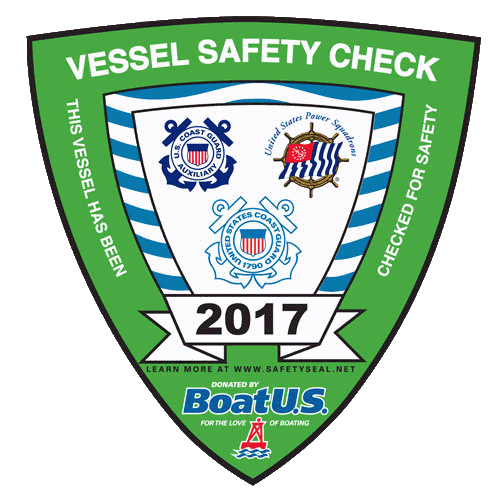 VESSEL SAFETY CHECK
THIS VESSEL HAS BEEN
CHECKED FOR SAFETY
U.S. COAST GUARD
AUXILIARY
United States Power Squadrons
UNITED STATES COAST GUARD
1790
2017
LEARN MORE AT WWW.SAFETYSEAL.NET
DONATED BY
BoatU.S.
FOR THE LOVE OF BOATING